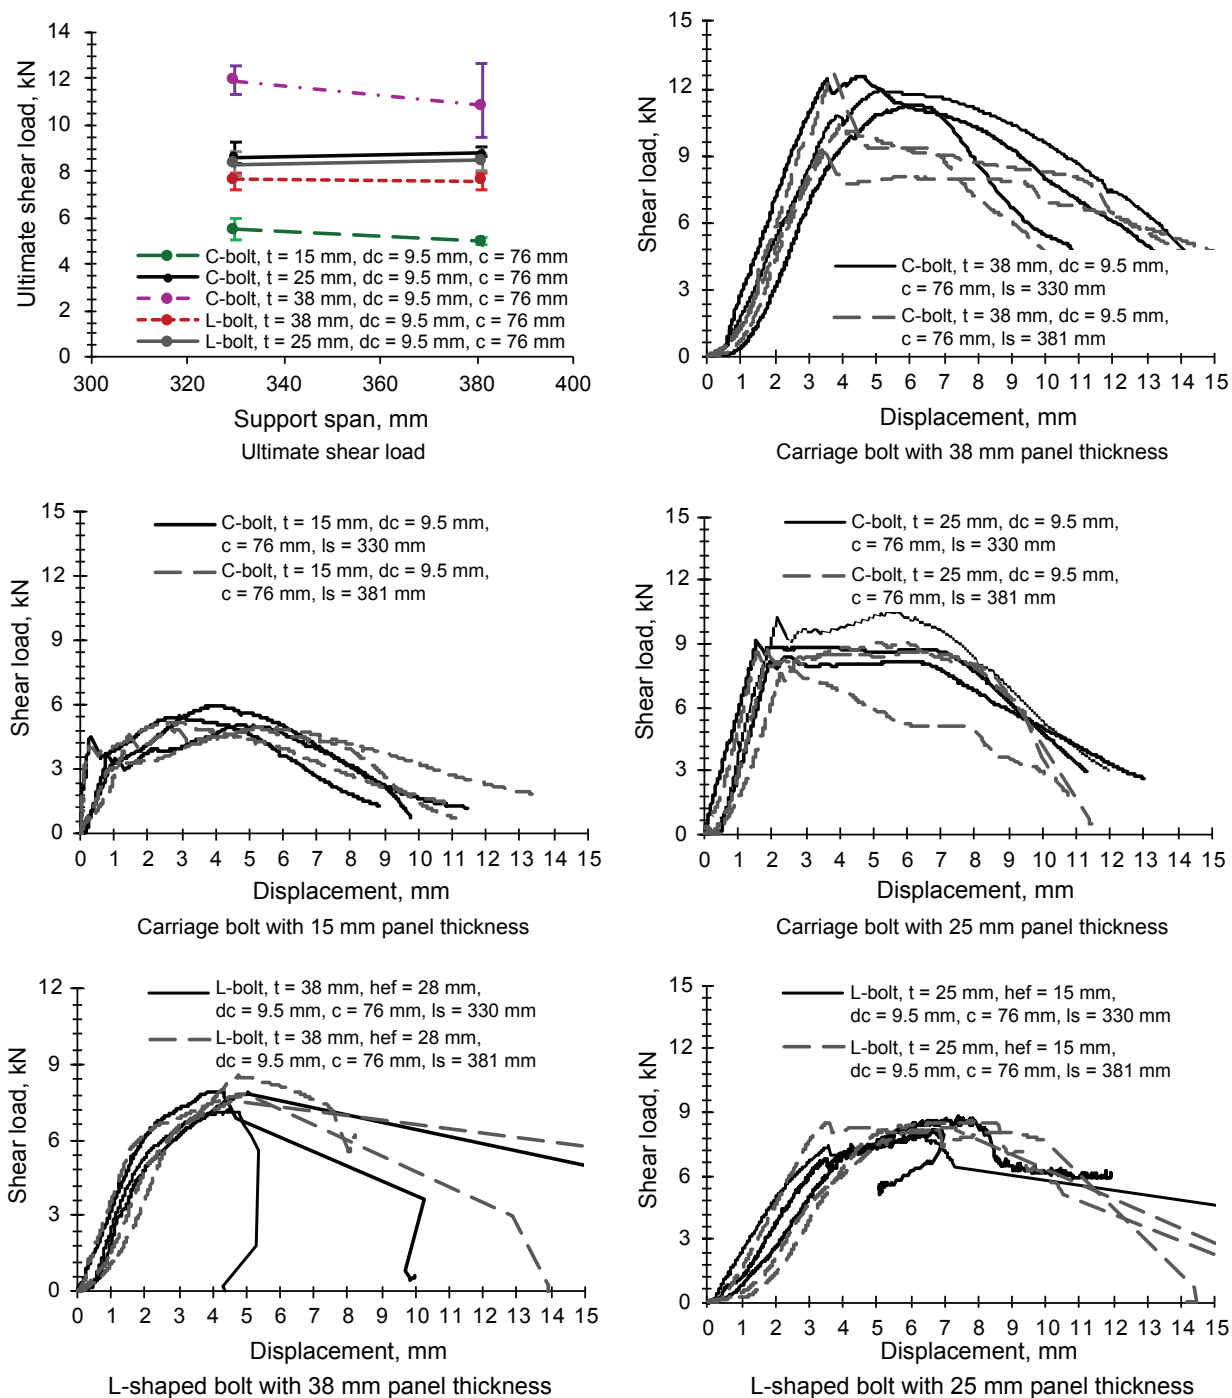 Ultimate shear load, kN
14
12
10
8
6
4
2
0
C-bolt, t = 15 mm, dc = 9.5 mm, c = 76 mm
C-bolt, t = 25 mm, dc = 9.5 mm, c = 76 mm
C-bolt, t = 38 mm, dc = 9.5 mm, c = 76 mm
L-bolt, t = 38 mm, dc = 9.5 mm, c = 76 mm
L-bolt, t = 25 mm, dc = 9.5 mm, c = 76 mm
300 320 340 360 380 400
Support span, mm
Ultimate shear load
Shear load, kN
15
12
9
6
3
0
C-bolt, t = 38 mm, dc = 9.5 mm,
c = 76 mm, ls = 330 mm
C-bolt, t = 38 mm, dc = 9.5 mm,
c = 76 mm, ls = 381 mm
0 1 2 3 4 5 6 7 8 9 10 11 12 13 14 15
Displacement, mm
Carriage bolt with 38 mm panel thickness
Shear load, kN
15
12
9
6
3
0
C-bolt, t = 15 mm, dc = 9.5 mm,
c = 76 mm, ls = 330 mm
C-bolt, t = 15 mm, dc = 9.5 mm,
c = 76 mm, ls = 381 mm
0 1 2 3 4 5 6 7 8 9 10 11 12 13 14 15
Displacement, mm
Carriage bolt with 15 mm panel thickness
Shear load, kN
15
12
9
6
3
0
C-bolt, t = 25 mm, dc = 9.5 mm,
c = 76 mm, ls = 330 mm
C-bolt, t = 25 mm, dc = 9.5 mm,
c = 76 mm, ls = 381 mm
0 1 2 3 4 5 6 7 8 9 10 11 12 13 14 15
Displacement, mm
Carriage bolt with 25 mm panel thickness
Shear load, kN
12
9
6
3
0
L-bolt, t = 38 mm, hef = 28 mm,
dc = 9.5 mm, c = 76 mm, ls = 330 mm
L-bolt, t = 38 mm, hef = 28 mm,
dc = 9.5 mm, c = 76 mm, ls = 381 mm
0 1 2 3 4 5 6 7 8 9 10 11 12 13 14 15
Displacement, mm
L-shaped bolt with 38 mm panel thickness
Shear load, kN
15
12
9
6
3
0
L-bolt, t = 25 mm, hef = 15 mm,
dc = 9.5 mm, c = 76 mm, ls = 330 mm
L-bolt, t = 25 mm, hef = 15 mm,
dc = 9.5 mm, c = 76 mm, ls = 381 mm
0 1 2 3 4 5 6 7 8 9 10 11 12 13 14 15
Displacement, mm
L-shaped bolt with 25 mm panel thickness